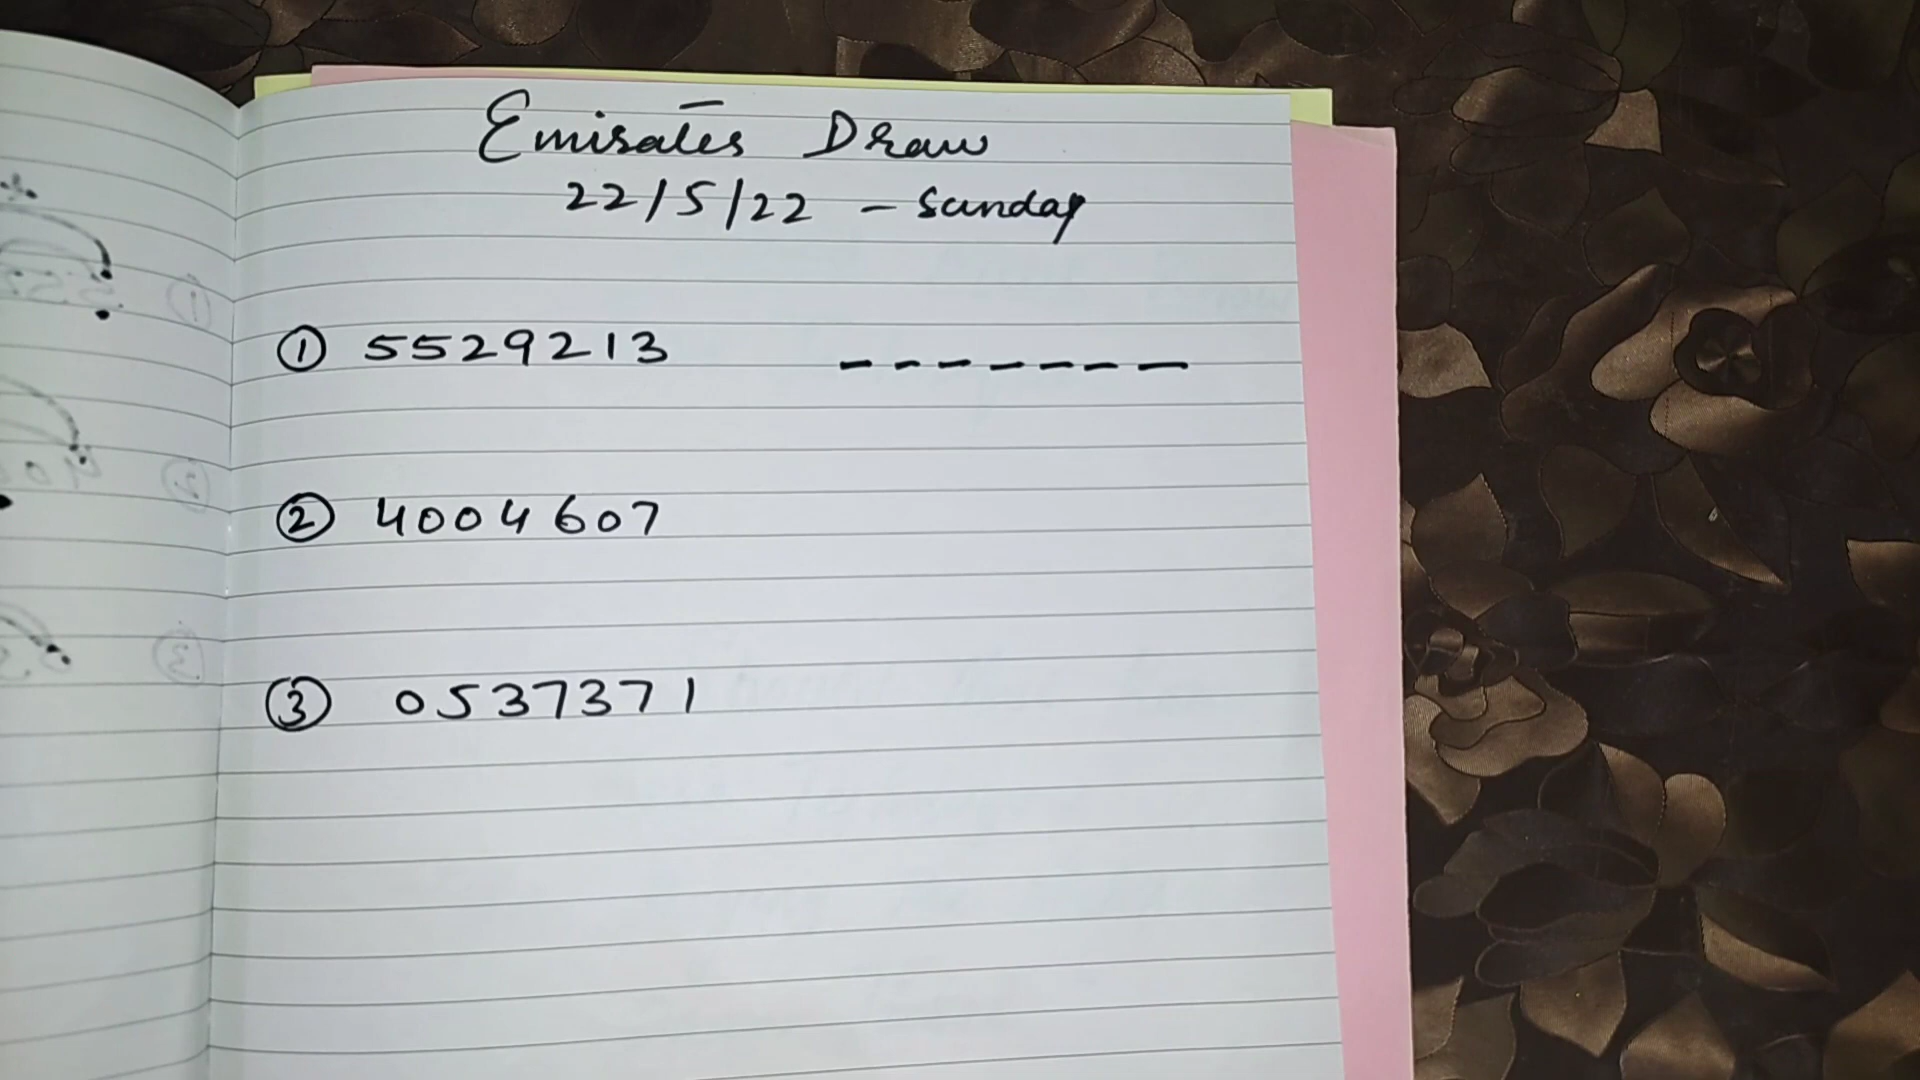 Emirates Draw
22/5/22 - Sunday
① 5529213 _ _ _ _ _ _ _
② 4004607
③ 0537371